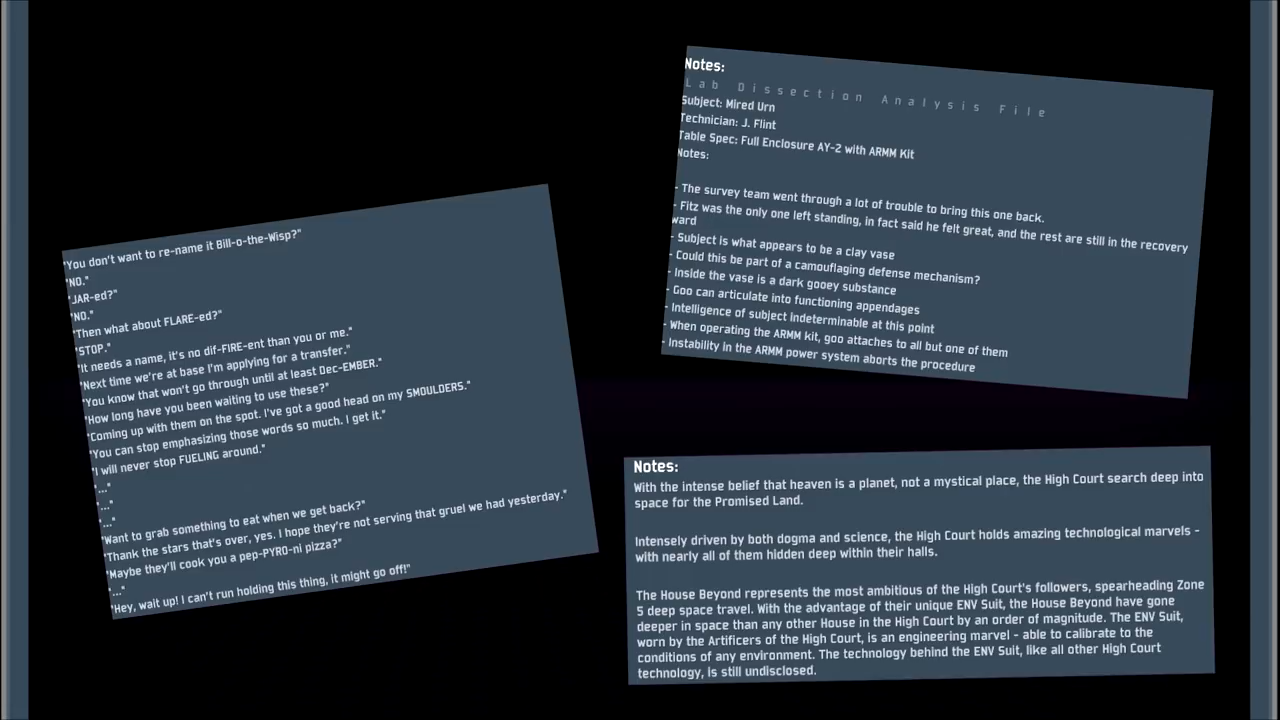 "You don't want to re-name it Bill-o-the-Wisp?"
"NO."
"JAR-ed?"
"NO."
"Then what about FLARE-ed?"
"STOP."
"It needs a name, it's no dif-FIRE-ent than you or me."
"Next time we're at base I'm applying for a transfer."
"You know that won't go through until at least Dec-EMBER."
"How long have you been waiting to use these?"
"Coming up with them on the spot. I've got a good head on my SMOULDERS."
"You can stop emphasizing those words so much. I get it."
"I will never stop FUELING around."
"..."
"..."
"..."
"Want to grab something to eat when we get back?"
"Thank the stars that's over, yes. I hope they're not serving that gruel we had yesterday."
"Maybe they'll cook you a pep-PYRO-ni pizza?"
"..."
"Hey, wait up! I can't run holding this thing, it might go off!"
Notes:
Lab Dissection Analysis File
Subject: Mired Urn
Technician: J. Flint
Table Spec: Full Enclosure AY-2 with ARMM Kit
Notes:
- The survey team went through a lot of trouble to bring this one back.
- Fitz was the only one left standing, in fact said he felt great, and the rest are still in the recovery
ward
- Subject is what appears to be a clay vase
- Could this be part of a camouflaging defense mechanism?
- Inside the vase is a dark gooey substance
- Goo can articulate into functioning appendages
- Intelligence of subject indeterminable at this point
- When operating the ARMM kit, goo attaches to all but one of them
- Instability in the ARMM power system aborts the procedure
Notes:
With the intense belief that heaven is a planet, not a mystical place, the High Court search deep into
space for the Promised Land.
Intensely driven by both dogma and science, the High Court holds amazing technological marvels -
with nearly all of them hidden deep within their halls.
The House Beyond represents the most ambitious of the High Court's followers, spearheading Zone
5 deep space travel. With the advantage of their unique ENV Suit, the House Beyond have gone
deeper in space than any other House in the High Court by an order of magnitude. The ENV Suit,
worn by the Artificers of the High Court, is an engineering marvel - able to calibrate to the
conditions of any environment. The technology behind the ENV Suit, like all other High Court
technology, is still undisclosed.